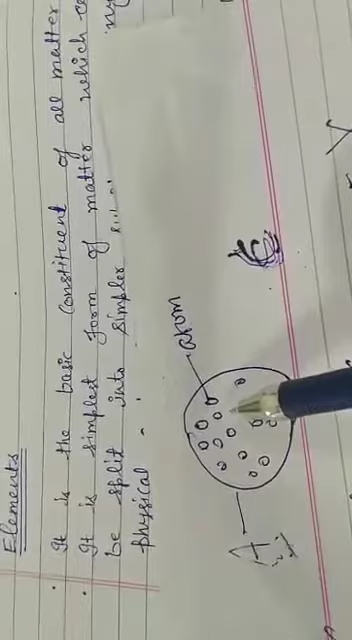 Elements
• It is the basic constituent of all matter
• It is simplest form of matter which
be split into simpler
physical
atom
A